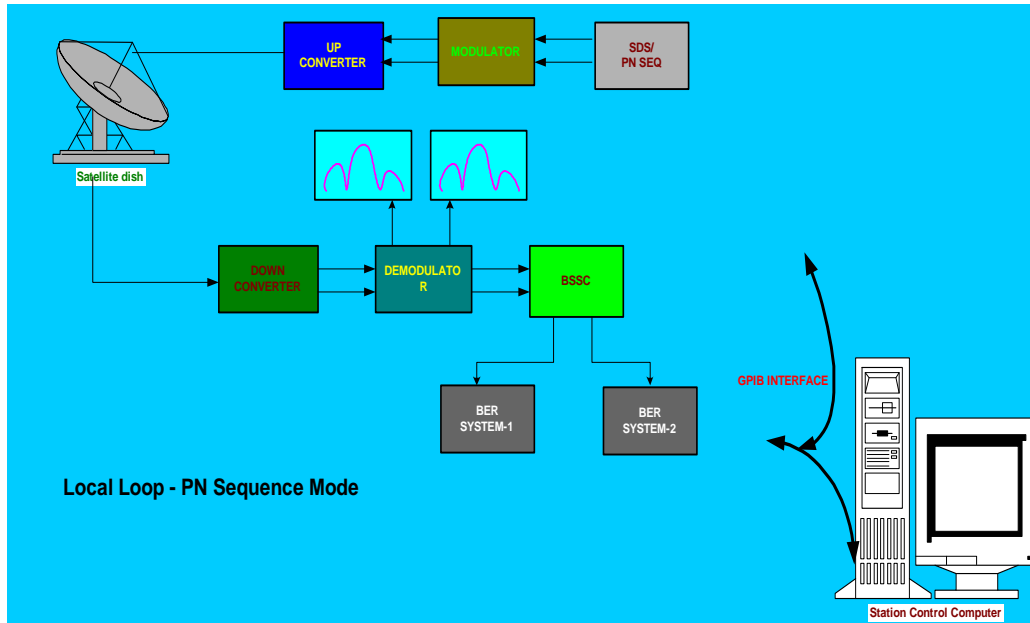 UP
CONVERTER
MODULATOR
SDS/
PN SEQ
Satellite dish
DOWN
CONVERTER
DEMODULATO
R
BSSC
GPIB INTERFACE
BER
SYSTEM-1
BER
SYSTEM-2
Local Loop - PN Sequence Mode
Station Control Computer